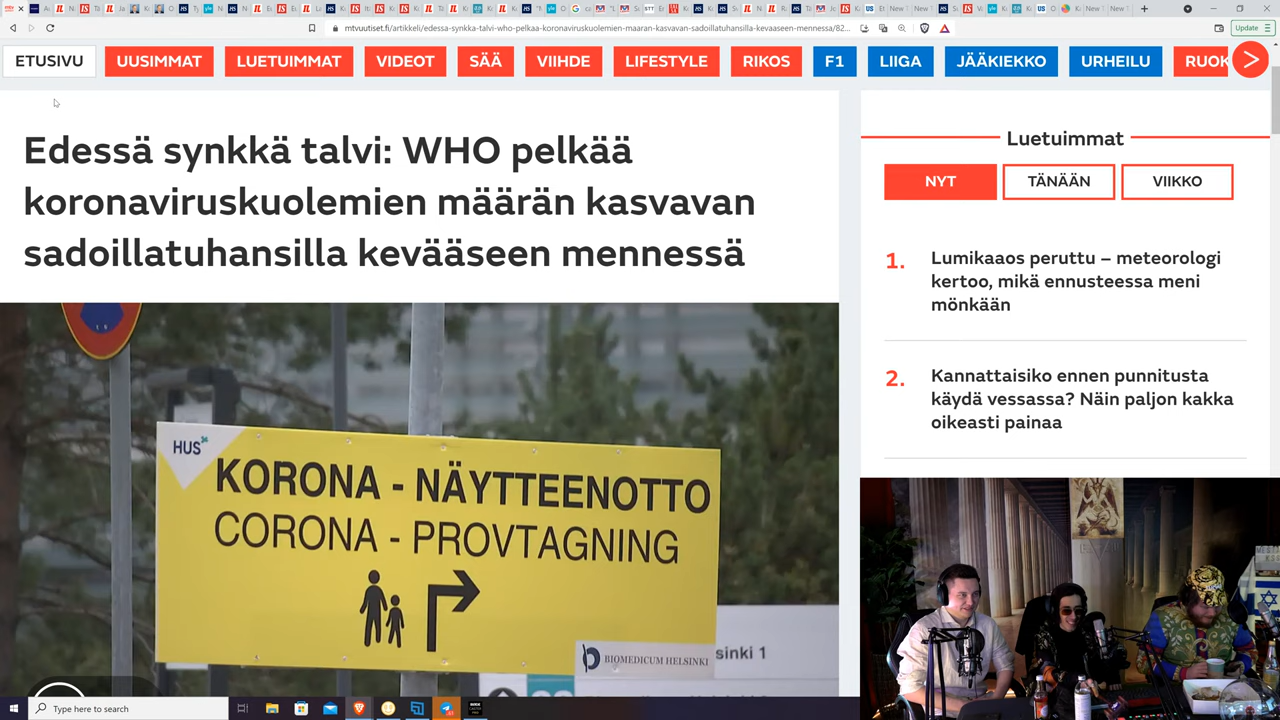 mtvuutiset.fi/artikkeli/edessa-synkka-talvi-who-pelkaa-koronaviruskuolemien-maaran-kasvavan-sadoillatuhansilla-kevaaseen-mennessa/82...
Update
ETUSIVU
UUSIMMAT
LUETUIMMAT
VIDEOT
SÄÄ
VIIHDE
LIFESTYLE
RIKOS
F1
LIIGA
JÄÄKIEKKO
URHEILU
RUOK
Edessä synkkä talvi: WHO pelkää
koronaviruskuolemien määrän kasvavan
sadoillatuhansilla kevääseen mennessä
Luetuimmat
NYT
TÄNÄÄN
VIIKKO
1.
Lumikaaos peruttu – meteorologi
kertoo, mikä ennusteessa meni
mönkään
2.
Kannattaisiko ennen punnitusta
käydä vessassa? Näin paljon kakka
oikeasti painaa
HUS
KORONA - NÄYTTEENOTTO
CORONA - PROVTAGNING
BIOMEDICUM HELSINKI
sinki 1
Type here to search